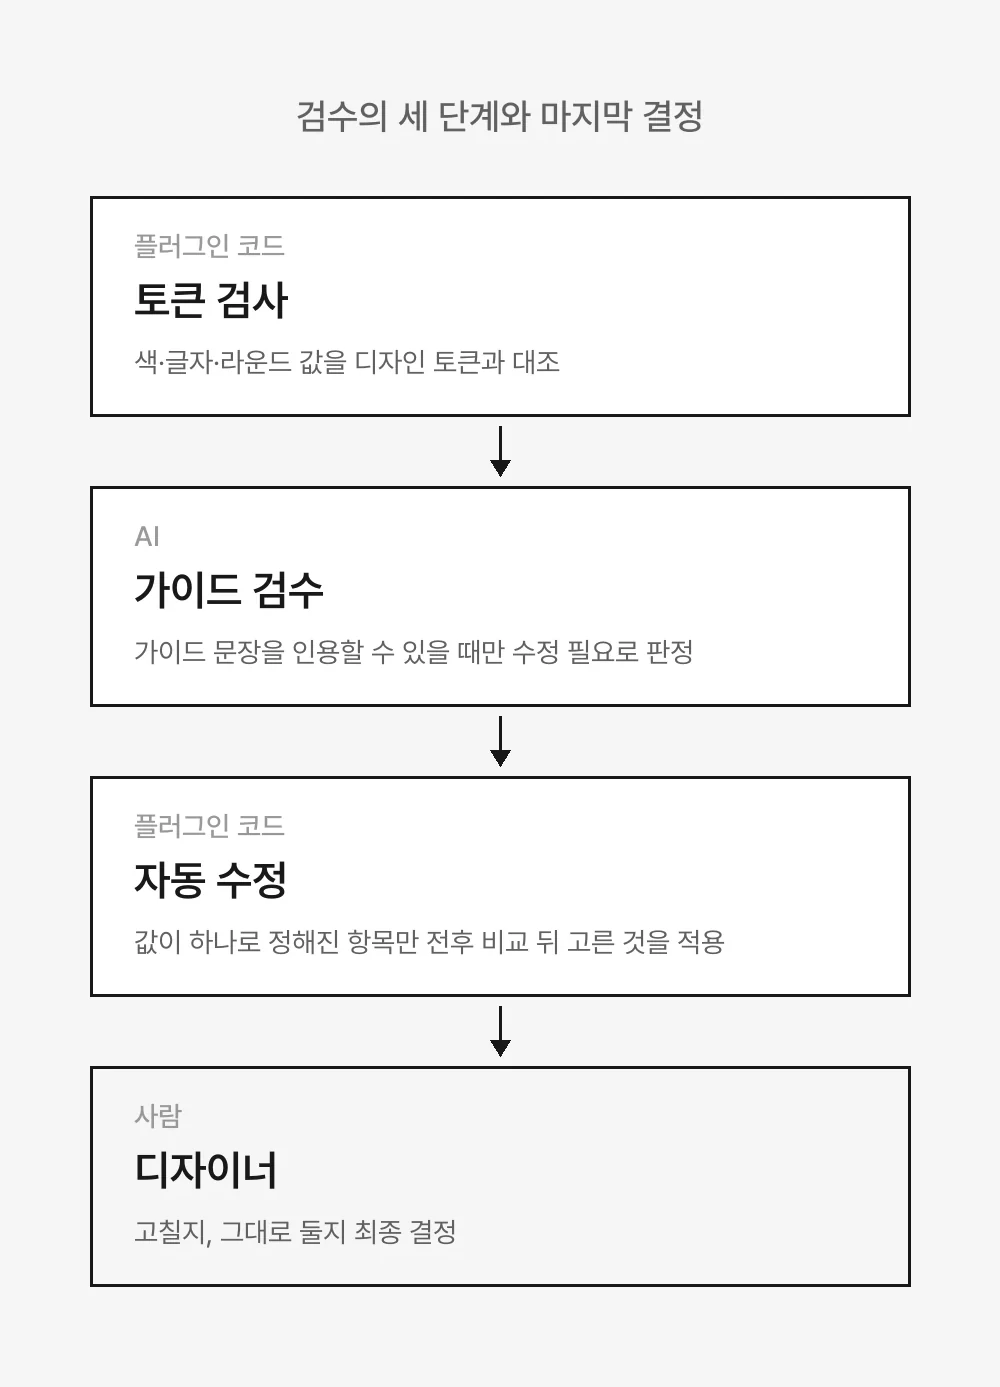 검수의 세 단계와 마지막 결정
플러그인 코드
토큰 검사
색·글자·라운드 값을 디자인 토큰과 대조
AI
가이드 검수
가이드 문장을 인용할 수 있을 때만 수정 필요로 판정
플러그인 코드
자동 수정
값이 하나로 정해진 항목만 전후 비교 뒤 고른 것을 적용
사람
디자이너
고칠지, 그대로 둘지 최종 결정